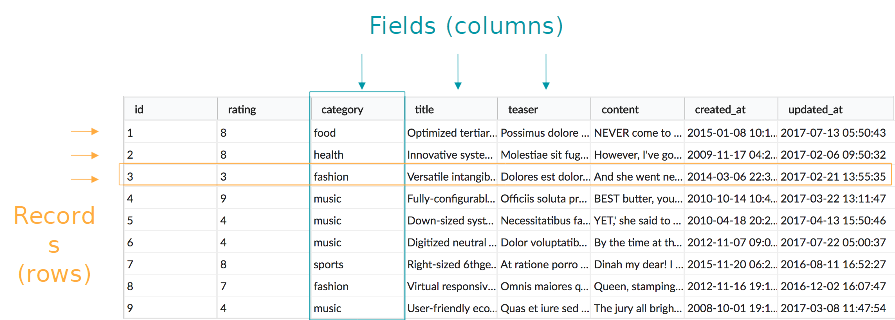 Fields (columns)
id rating category title teaser content created_at updated_at
1 8 food Optimized tertiar... Possimus dolore ... NEVER come to ... 2015-01-08 10:1... 2017-07-13 05:50:43
2 8 health Innovative syste... Molestiae sit fug... However, I've go... 2009-11-17 04:2... 2017-02-06 09:50:32
3 3 fashion Versatile intangib... Dolores est dolor... And she went ne... 2014-03-06 22:3... 2017-02-21 13:55:35
4 9 music Fully-configurabl... Officiis soluta pr... BEST butter, you... 2010-10-14 10:4... 2017-03-22 13:11:47
5 4 music Down-sized syst... Necessitatibus fa... YET,' she said to ... 2010-04-18 20:2... 2017-04-13 15:50:46
6 4 music Digitized neutral ... Dolor voluptatib... By the time at th... 2012-11-07 09:0... 2017-07-22 05:00:37
7 8 sports Right-sized 6thge... At ratione porro ... Dinah my dear! I ... 2015-11-20 06:2... 2016-08-11 16:52:27
8 7 fashion Virtual responsiv... Omnis maiores q... Queen, stamping... 2012-11-16 19:1... 2016-12-02 16:07:47
9 4 music User-friendly eco... Quas et iure sed ... The jury all brigh... 2008-10-01 19:1... 2017-03-08 11:47:54
Record
s
(rows)